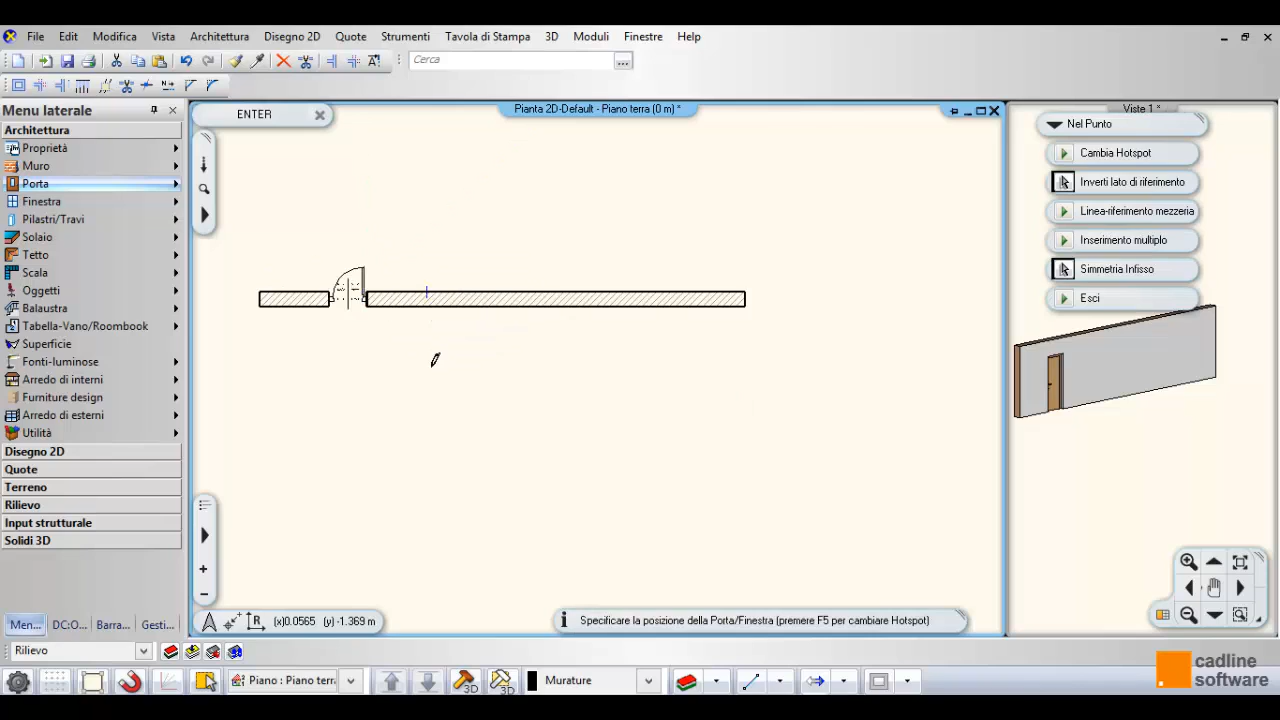 File Edit Modifica Vista Architettura Disegno 2D Quote Strumenti Tavola di Stampa 3D Moduli Finestre Help
Cerca
...
Menu laterale
Architettura
Proprietà
Muro
Porta
Finestra
Pilastri/Travi
Solaio
Tetto
Scala
Oggetti
Balaustra
Tabella-Vano/Roombook
Superficie
Fonti-luminose
Arredo di interni
Furniture design
Arredo di esterni
Utilità
Disegno 2D
Quote
Terreno
Rilievo
Input strutturale
Solidi 3D
Men... DC:O... Barra... Gesti...
ENTER
Pianta 2D-Default - Piano terra (0 m) *
Viste 1 *
Nel Punto
Cambia Hotspot
Inverti lato di riferimento
Linea-riferimento mezzeria
Inserimento multiplo
Simmetria Infisso
Esci
(x)0.0565 (y) -1.369 m
Specificare la posizione della Porta/Finestra (premere F5 per cambiare Hotspot)
Rilievo
Piano : Piano terra
3D
3D
Murature
cadline
software